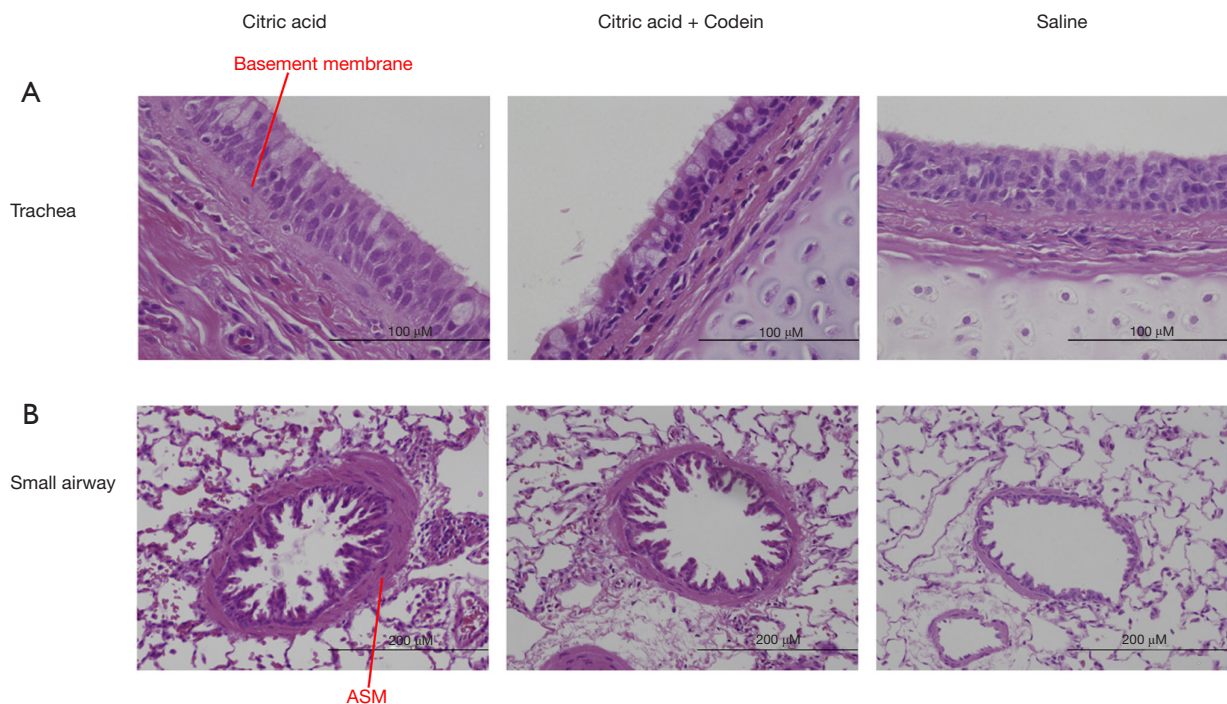 Citric acid
Citric acid + Codein
Saline
Basement membrane
A
Trachea
100 μM
100 μM
100 μM
B
Small airway
200 μM
200 μM
200 μM
ASM